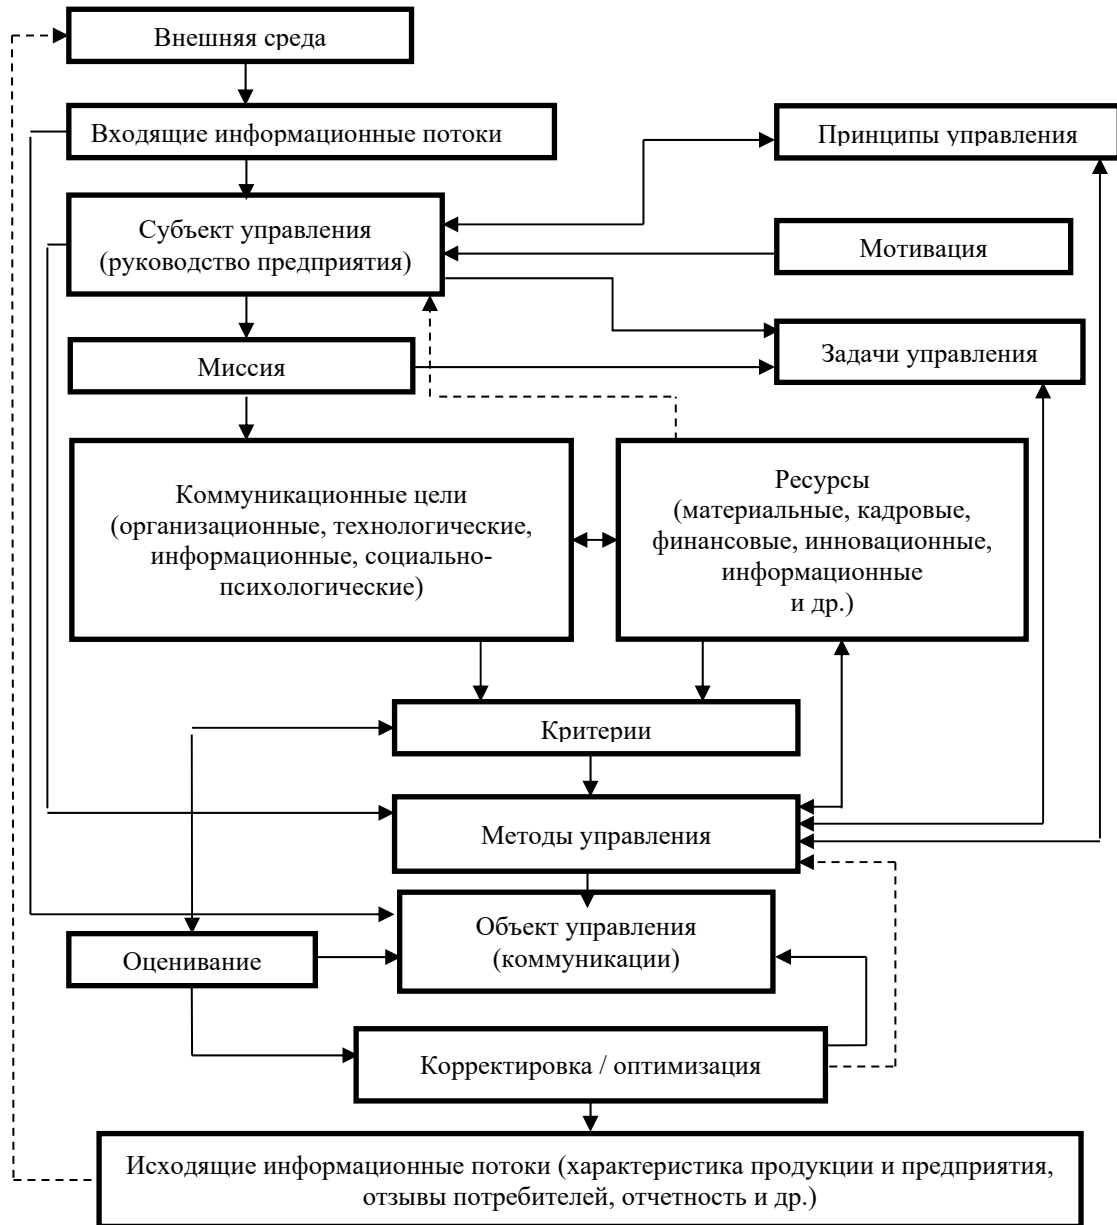 Внешняя среда
Входящие информационные потоки
Принципы управления
Субъект управления
(руководство предприятия)
Мотивация
Миссия
Задачи управления
Коммуникационные цели
(организационные, технологические,
информационные, социально-
психологические)
Ресурсы
(материальные, кадровые,
финансовые, инновационные,
информационные
и др.)
Критерии
Методы управления
Объект управления
(коммуникации)
Оценивание
Корректировка / оптимизация
Исходящие информационные потоки (характеристика продукции и предприятия,
отзывы потребителей, отчетность и др.)